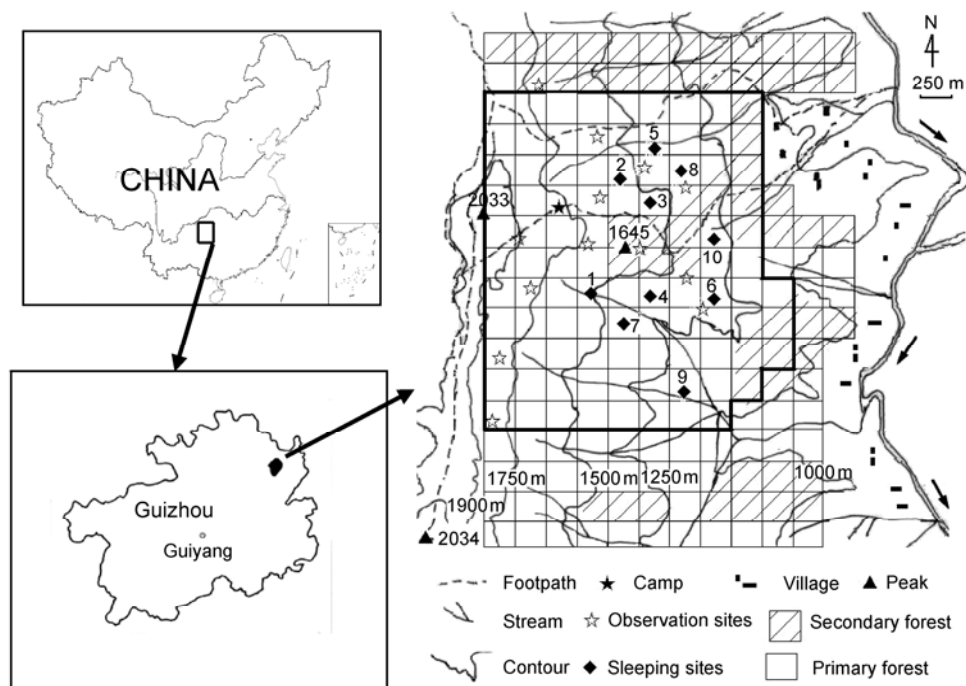 CHINA
Guizhou
Guiyang
N
250 m
5
2
8
3
2033
1645
10
1
4
6
7
9
1750 m
1500 m
1250 m
1000 m
1900 m
2034
Footpath
Camp
Village
Peak
Stream
Observation sites
Secondary forest
Contour
Sleeping sites
Primary forest